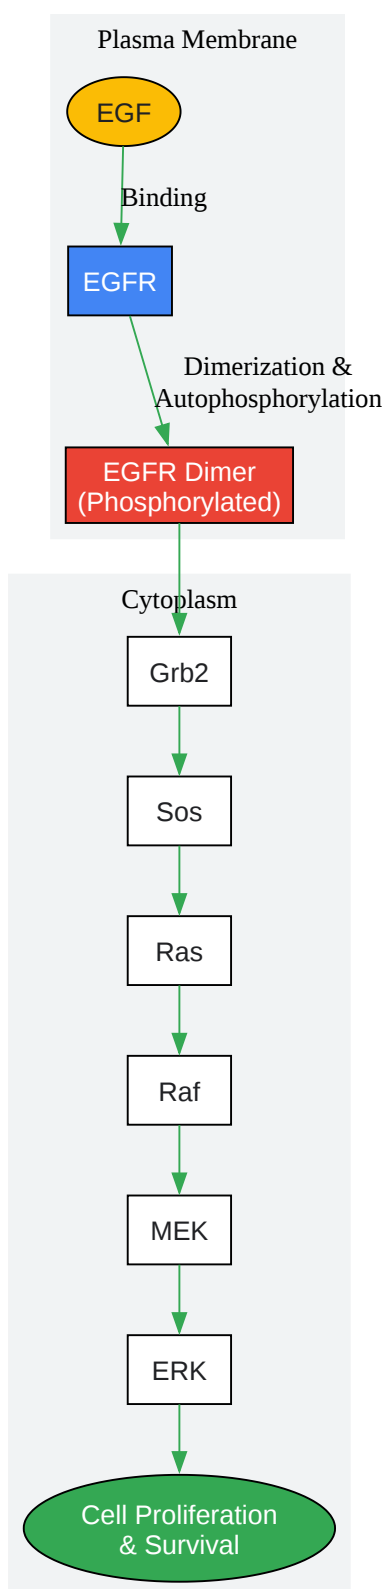 Plasma Membrane
EGF
Binding
EGFR
Dimerization &
Autophosphorylation
EGFR Dimer
(Phosphorylated)
Cytoplasm
Grb2
Sos
Ras
Raf
MEK
ERK
Cell Proliferation
& Survival